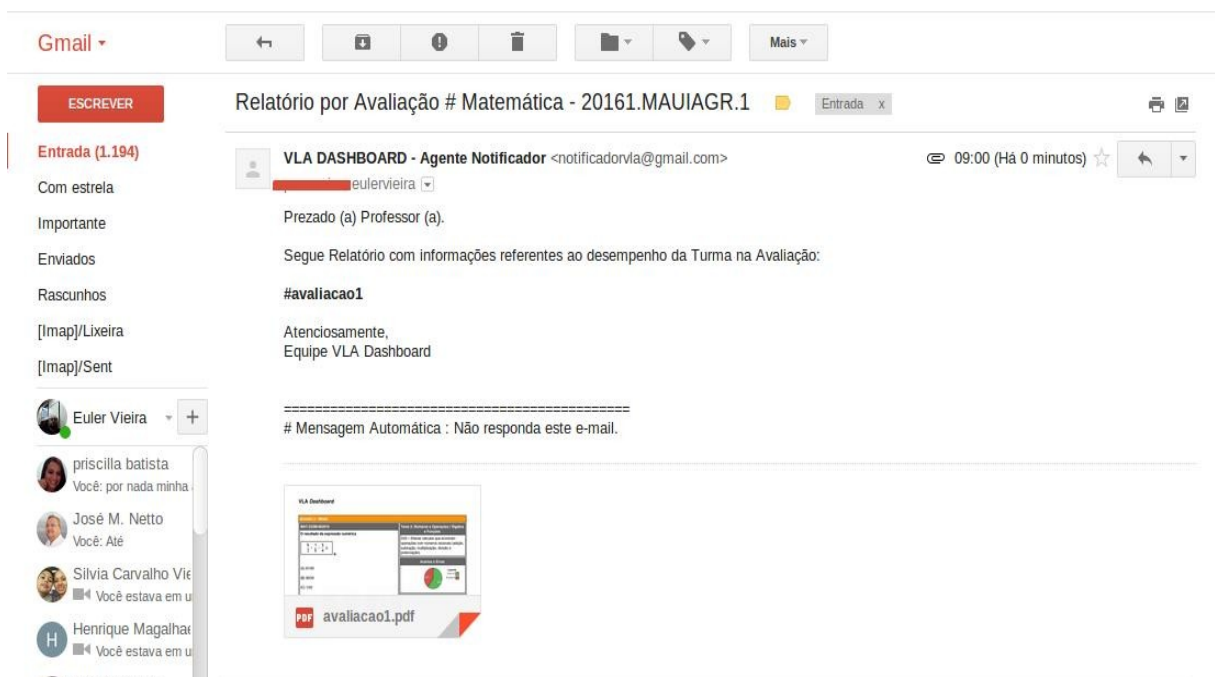 Gmail
Mais
ESCREVER
Relatório por Avaliação # Matemática - 20161.MAUIAGR.1
Entrada x
Entrada (1.194)
Com estrela
Importante
Enviados
Rascunhos
[Imap]/Lixeira
[Imap]/Sent
Euler Vieira
priscilla batista
Você: por nada minha
José M. Netto
Você: Até
Silvia Carvalho Vie
Você estava em u
H
Henrique Magalhae
Você estava em u
VLA DASHBOARD - Agente Notificador <notificadorvla@gmail.com>
09:00 (Há 0 minutos)
eulervieira
Prezado (a) Professor (a).
Segue Relatório com informações referentes ao desempenho da Turma na Avaliação:
#avaliacao1
Atenciosamente,
Equipe VLA Dashboard
=============================================
# Mensagem Automática : Não responda este e-mail.
VLA Dashboard
PDF avaliacao1.pdf